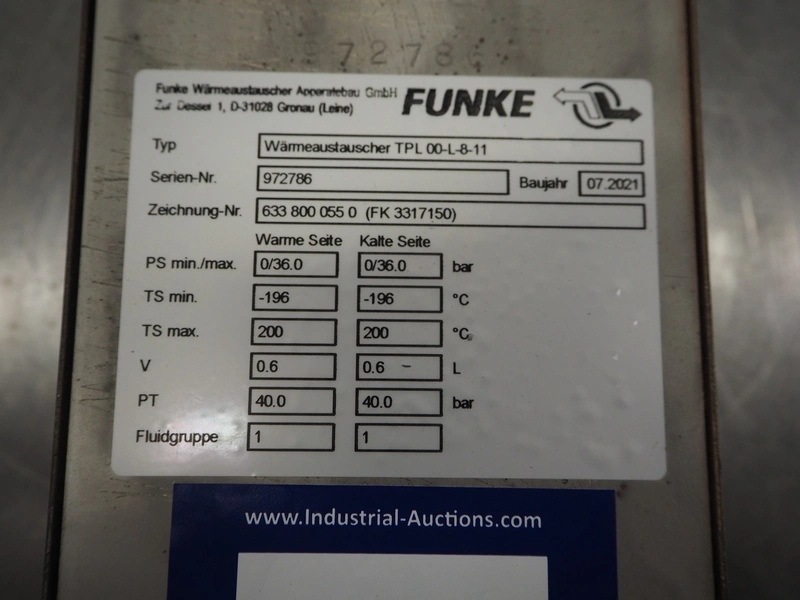 72786
Funke Wärmeaustauscher Apparatebau GmbH
Zur Dessel 1, D-31028 Gronau (Leine)
FUNKE
Typ Wärmeaustauscher TPL 00-L-8-11
Serien-Nr. 972786 Baujahr 07.2021
Zeichnung-Nr. 633 800 055 0 (FK 3317150)
Warme Seite Kalte Seite
PS min./max. 0/36.0 0/36.0 bar
TS min. -196 -196 °C
TS max. 200 200 °C
V 0.6 0.6 L
PT 40.0 40.0 bar
Fluidgruppe 1 1
www.Industrial-Auctions.com